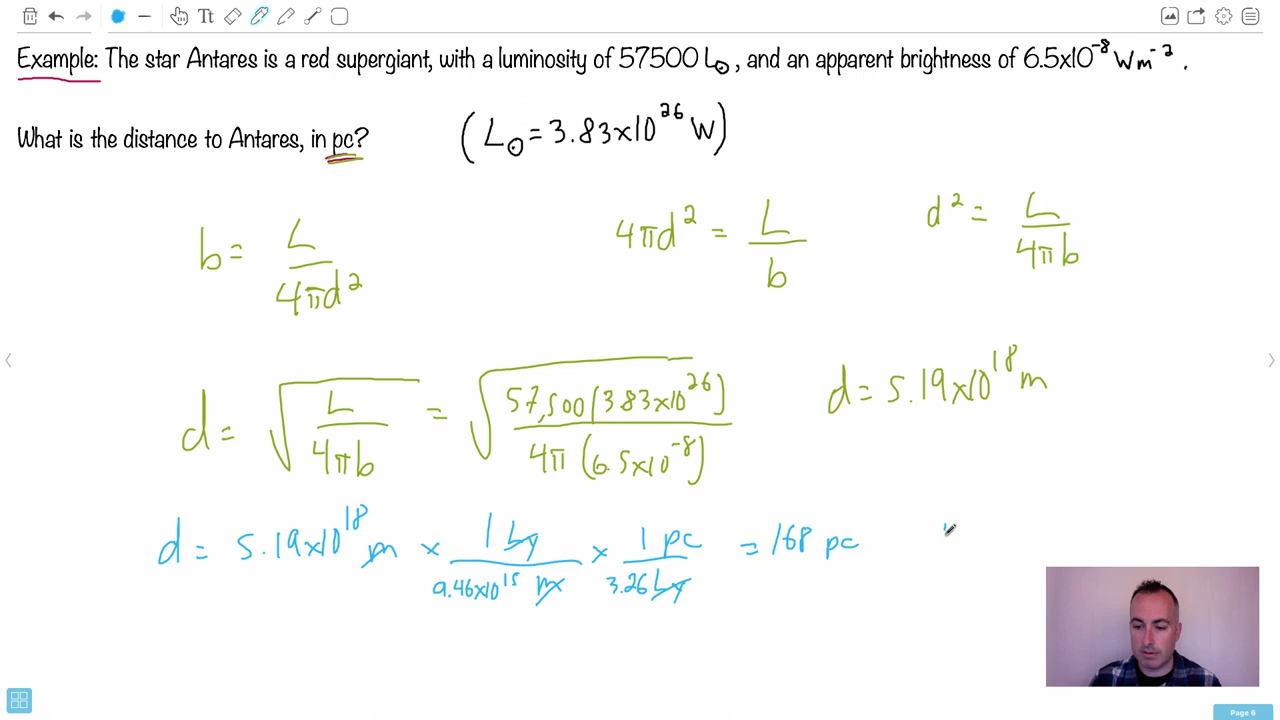 Tt
Example: The star Antares is a red supergiant, with a luminosity of 57500 L⊙, and an apparent brightness of 6.5x10⁻⁸ Wm⁻².
What is the distance to Antares, in pc? (L⊙ = 3.83x10²⁶ W)
b = L / 4πd²
4πd² = L / b
d² = L / 4πb
d = √(L / 4πb) = √(57,500(3.83x10²⁶) / 4π(6.5x10⁻⁸))
d = 5.19x10¹⁸ m
d = 5.19x10¹⁸ m x 1 Ly / 9.46x10¹⁵ m x 1 pc / 3.26 Ly = 168 pc
Page 6